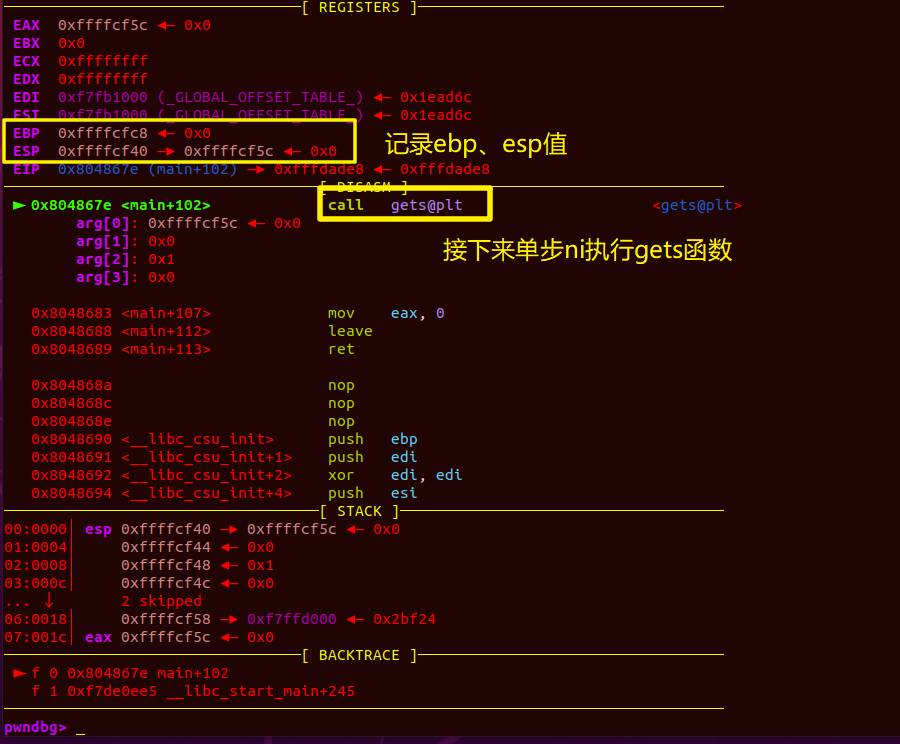 [ REGISTERS ]
EAX 0xffffcf5c ◂— 0x0
EBX 0x0
ECX 0xffffffff
EDX 0xffffffff
EDI 0xf7fb1000 (_GLOBAL_OFFSET_TABLE_) ◂— 0x1ead6c
ESI 0xf7fb1000 (_GLOBAL_OFFSET_TABLE_) ◂— 0x1ead6c
EBP 0xffffcfc8 ◂— 0x0
记录ebp、esp值
ESP 0xffffcf40 —▸ 0xffffcf5c ◂— 0x0
EIP 0x804867e (main+102) —▸ 0xfffdade8 ◂— 0xfffdade8
[ DISASM ]
► 0x804867e <main+102> call gets@plt <gets@plt>
arg[0]: 0xffffcf5c ◂— 0x0
arg[1]: 0x0
接下来单步ni执行gets函数
arg[2]: 0x1
arg[3]: 0x0
0x8048683 <main+107> mov eax, 0
0x8048688 <main+112> leave
0x8048689 <main+113> ret
0x804868a nop
0x804868c nop
0x804868e nop
0x8048690 <__libc_csu_init> push ebp
0x8048691 <__libc_csu_init+1> push edi
0x8048692 <__libc_csu_init+2> xor edi, edi
0x8048694 <__libc_csu_init+4> push esi
[ STACK ]
00:0000│ esp 0xffffcf40 —▸ 0xffffcf5c ◂— 0x0
01:0004│ 0xffffcf44 ◂— 0x0
02:0008│ 0xffffcf48 ◂— 0x1
03:000c│ 0xffffcf4c ◂— 0x0
... ↓ 2 skipped
06:0018│ 0xffffcf58 —▸ 0xf7ffd000 ◂— 0x2bf24
07:001c│ eax 0xffffcf5c ◂— 0x0
[ BACKTRACE ]
► f 0 0x804867e main+102
f 1 0xf7de0ee5 __libc_start_main+245
pwndbg> _